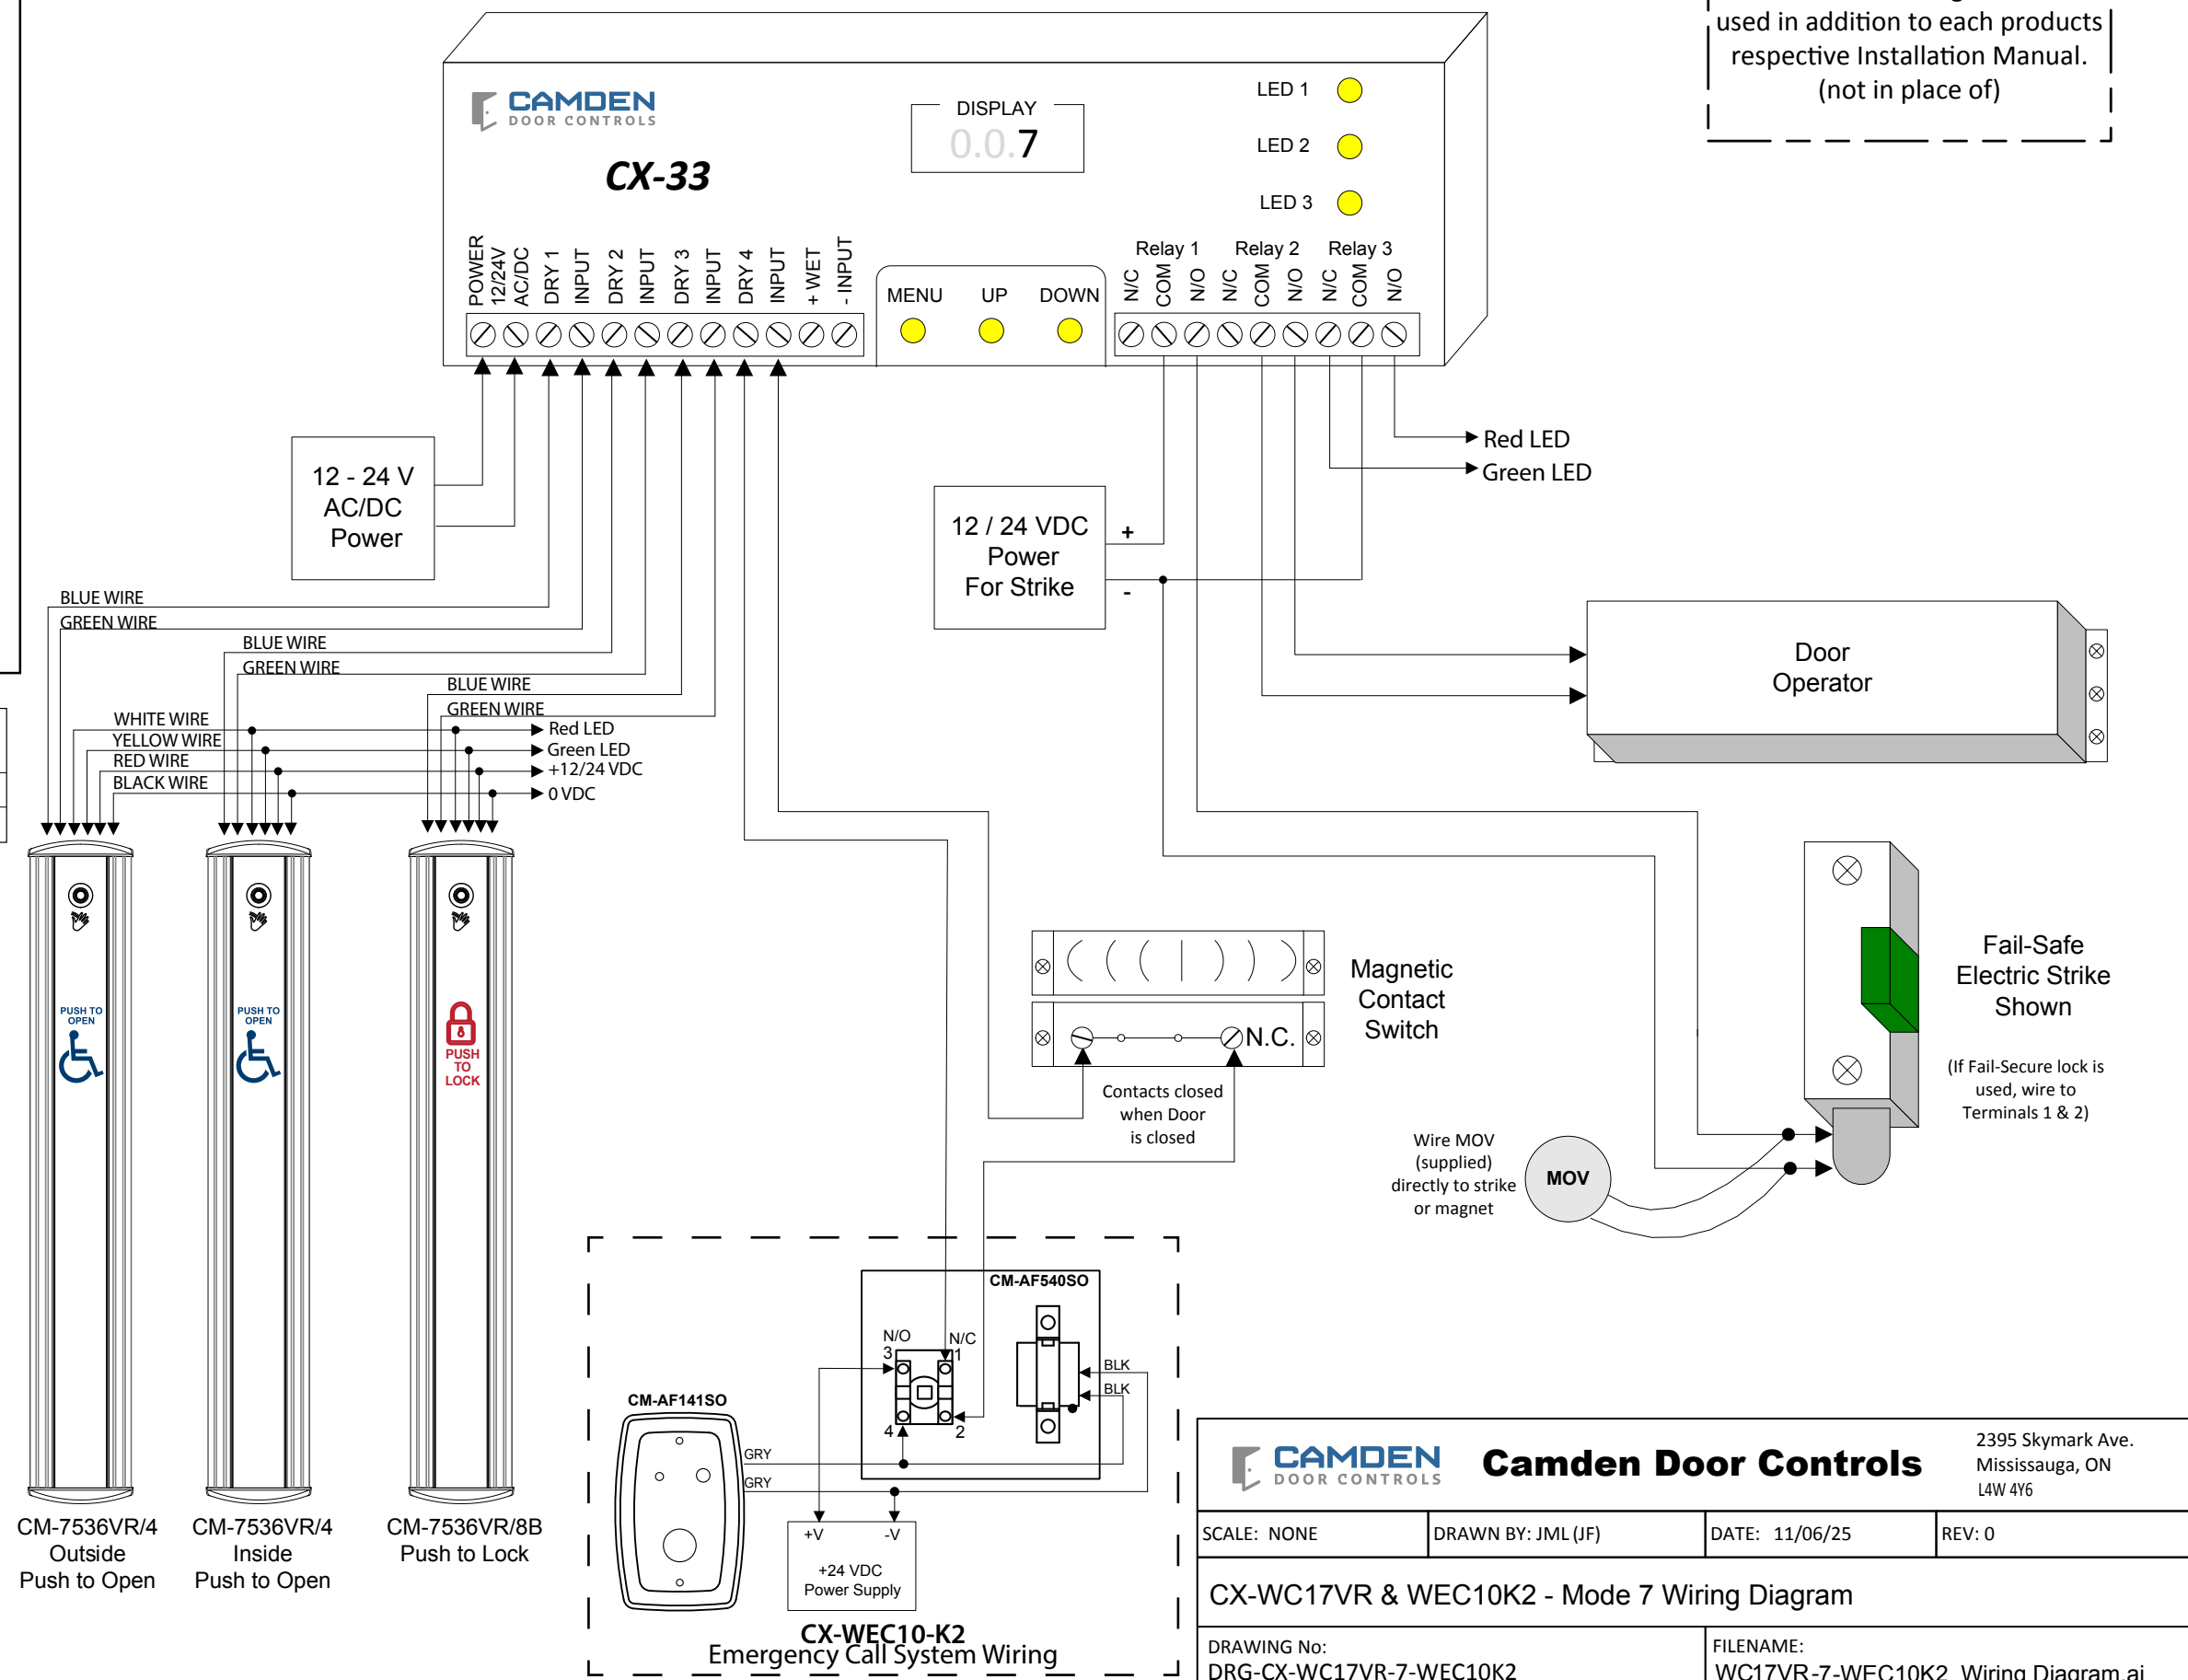 used in addition to each products
respective Installation Manual.
(not in place of)
CAMDEN
DOOR CONTROLS
CX-33
DISPLAY
0.0.7
LED 1
LED 2
LED 3
POWER
12/24V
AC/DC
DRY 1
INPUT
DRY 2
INPUT
DRY 3
INPUT
DRY 4
INPUT
+ WET
- INPUT
MENU UP DOWN
Relay 1 Relay 2 Relay 3
N/C COM N/O N/C COM N/O N/C COM N/O
Red LED
Green LED
12 - 24 V
AC/DC
Power
12 / 24 VDC
Power
For Strike
+
-
BLUE WIRE
GREEN WIRE
BLUE WIRE
GREEN WIRE
BLUE WIRE
GREEN WIRE
WHITE WIRE
YELLOW WIRE
RED WIRE
BLACK WIRE
Red LED
Green LED
+12/24 VDC
0 VDC
Door
Operator
PUSH TO
OPEN
PUSH TO
OPEN
PUSH
TO
LOCK
Magnetic
Contact
Switch
N.C.
Contacts closed
when Door
is closed
Fail-Safe
Electric Strike
Shown
(If Fail-Secure lock is
used, wire to
Terminals 1 & 2)
Wire MOV
(supplied)
directly to strike
or magnet
MOV
CM-7536VR/4
Outside
Push to Open
CM-7536VR/4
Inside
Push to Open
CM-7536VR/8B
Push to Lock
CM-AF540SO
N/O
3
N/C
1
4
2
BLK
BLK
CM-AF141SO
GRY
GRY
+V -V
+24 VDC
Power Supply
CX-WEC10-K2
Emergency Call System Wiring
CAMDEN
DOOR CONTROLS
Camden Door Controls
2395 Skymark Ave.
Mississauga, ON
L4W 4Y6
SCALE: NONE
DRAWN BY: JML (JF)
DATE: 11/06/25
REV: 0
CX-WC17VR & WEC10K2 - Mode 7 Wiring Diagram
DRAWING No:
DRG-CX-WC17VR-7-WEC10K2
FILENAME:
WC17VR-7-WEC10K2_Wiring Diagram.ai